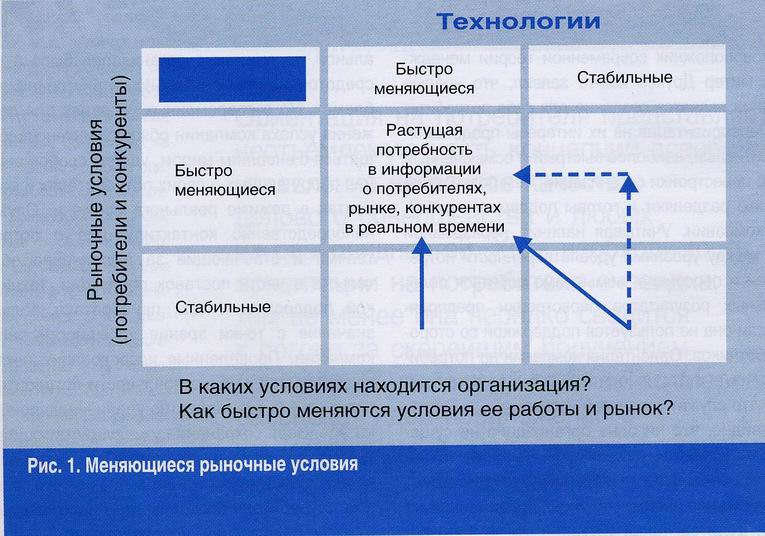 Технологии
Быстро
меняющиеся
Стабильные
Рыночные условия
(потребители и конкуренты)
Быстро
меняющиеся
Растущая
потребность
в информации
о потребителях,
рынке, конкурентах
в реальном времени
Стабильные
В каких условиях находится организация?
Как быстро меняются условия ее работы и рынок?
Рис. 1. Меняющиеся рыночные условия